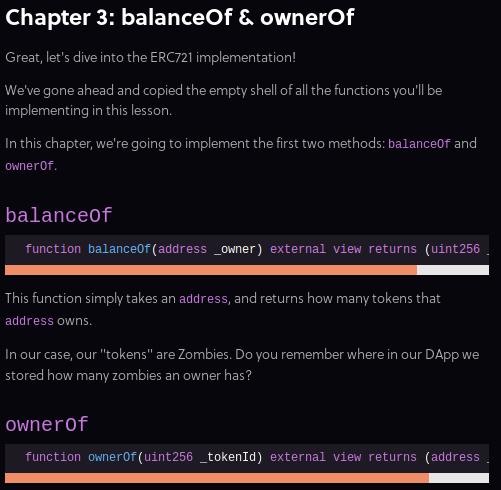 Chapter 3: balanceOf & ownerOf
Great, let's dive into the ERC721 implementation!
We've gone ahead and copied the empty shell of all the functions you'll be
implementing in this lesson.
In this chapter, we're going to implement the first two methods: balanceOf and
ownerOf.
balanceOf
function balanceOf(address _owner) external view returns (uint256 _
This function simply takes an address, and returns how many tokens that
address owns.
In our case, our "tokens" are Zombies. Do you remember where in our DApp we
stored how many zombies an owner has?
ownerOf
function ownerOf(uint256 _tokenId) external view returns (address _